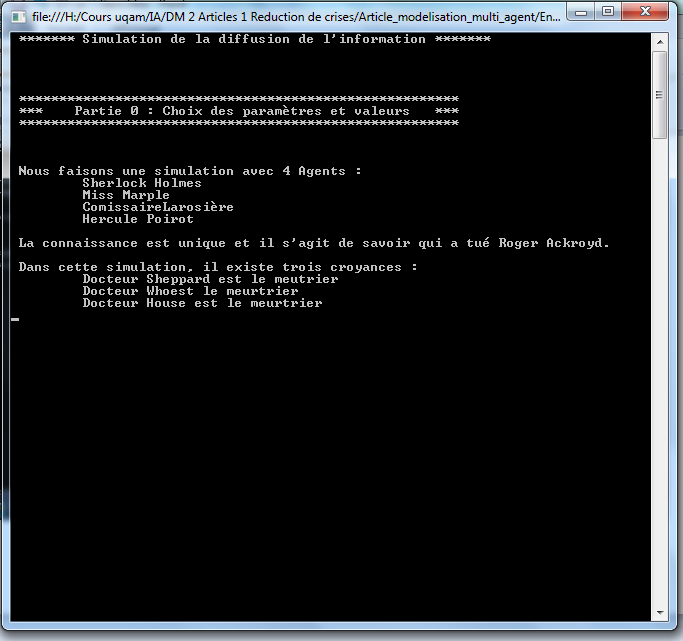 file:///H:/Cours uqam/IA/DM 2 Articles 1 Reduction de crises/Article_modelisation_multi_agent/En...
******* Simulation de la diffusion de l'information *******
*******************************************************
***    Partie 0 : Choix des paramètres et valeurs   ***
*******************************************************
Nous faisons une simulation avec 4 Agents :
Sherlock Holmes
Miss Marple
ComissaireLarosière
Hercule Poirot
La connaissance est unique et il s'agit de savoir qui a tué Roger Ackroyd.
Dans cette simulation, il existe trois croyances :
Docteur Sheppard est le meutrier
Docteur Whoest le meurtrier
Docteur House est le meurtrier